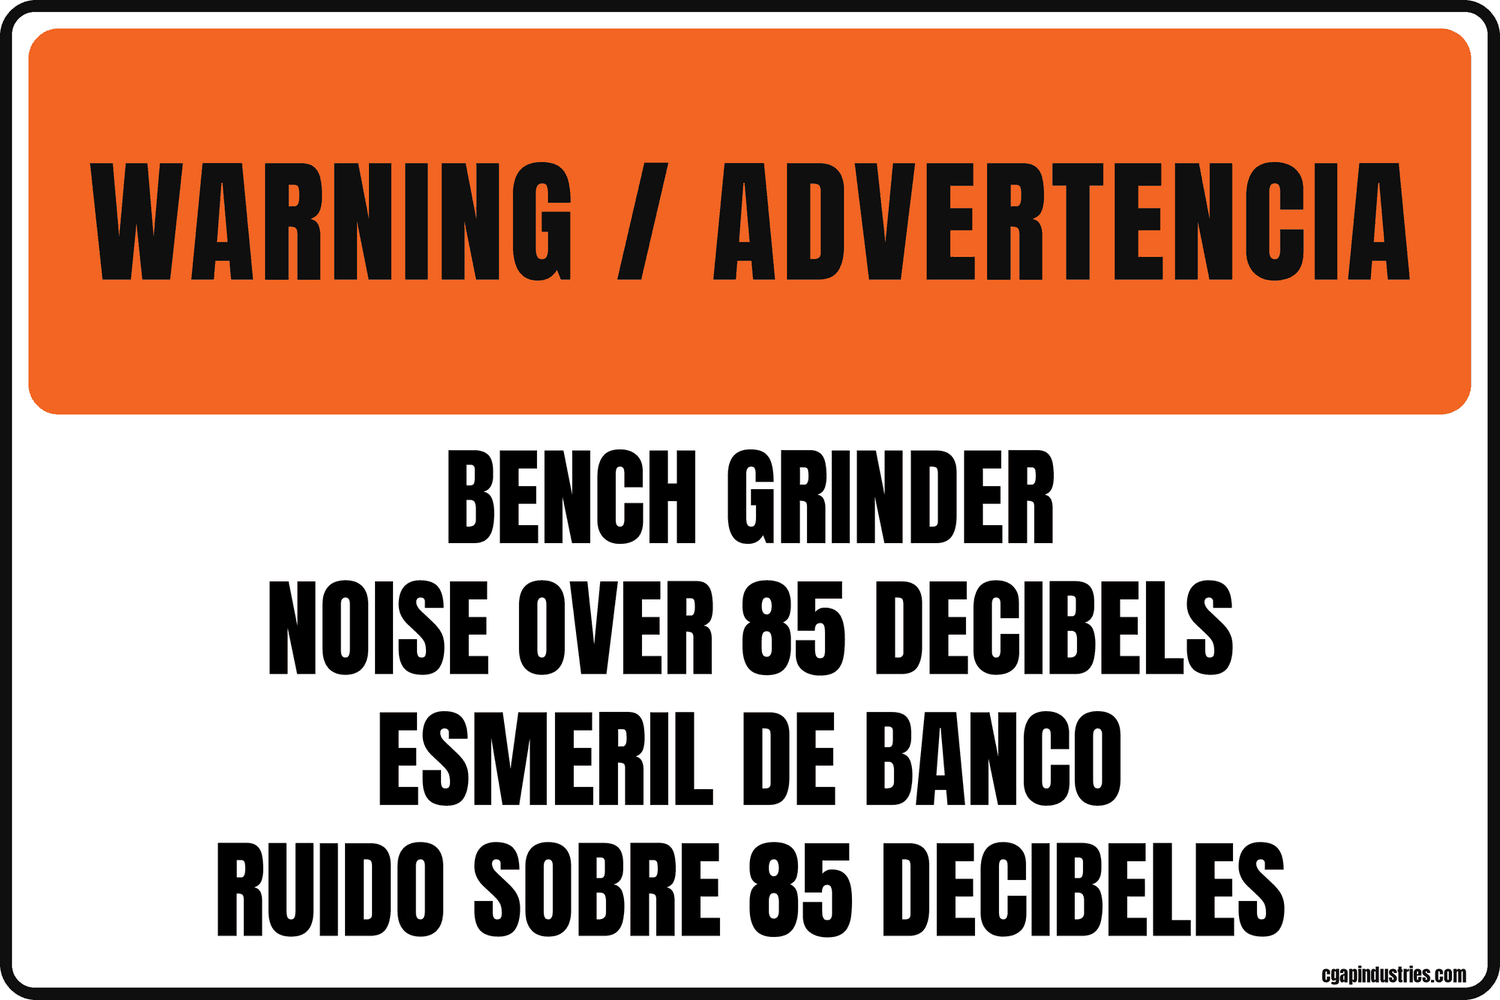 WARNING / ADVERTENCIA
BENCH GRINDER
NOISE OVER 85 DECIBELS
ESMERIL DE BANCO
RUIDO SOBRE 85 DECIBELES
cgapindustries.com